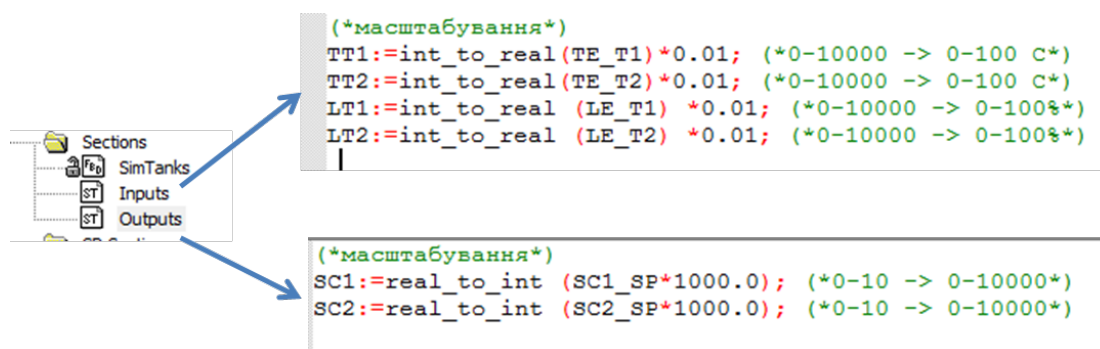 (*масштабування*)
TT1:=int_to_real(TE_T1)*0.01; (*0-10000 -> 0-100 C*)
TT2:=int_to_real(TE_T2)*0.01; (*0-10000 -> 0-100 C*)
LT1:=int_to_real (LE_T1) *0.01; (*0-10000 -> 0-100%*)
LT2:=int_to_real (LE_T2) *0.01; (*0-10000 -> 0-100%*)
Sections
FBD SimTanks
ST Inputs
ST Outputs
(*масштабування*)
SC1:=real_to_int (SC1_SP*1000.0); (*0-10 -> 0-10000*)
SC2:=real_to_int (SC2_SP*1000.0); (*0-10 -> 0-10000*)